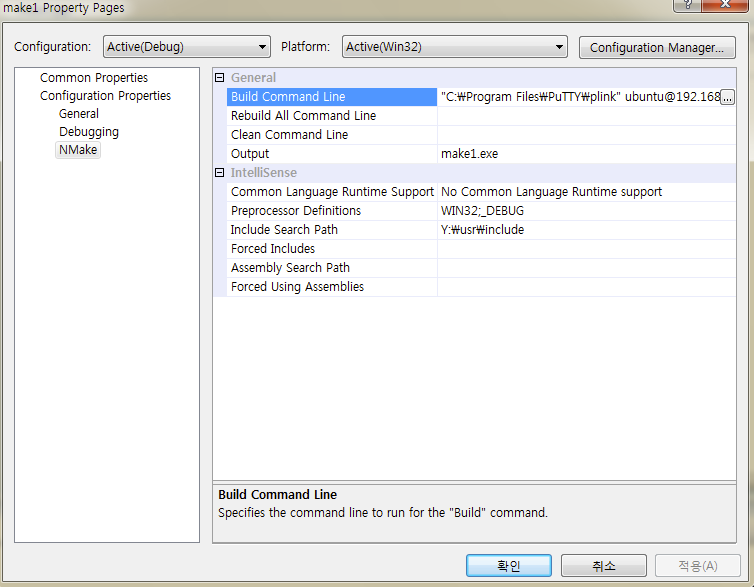 make1 Property Pages
Configuration: Active(Debug) Platform: Active(Win32) Configuration Manager...
Common Properties
Configuration Properties
General
Debugging
NMake
General
Build Command Line "C:₩Program Files₩PuTTY₩plink" ubuntu@192.168 ...
Rebuild All Command Line
Clean Command Line
Output make1.exe
IntelliSense
Common Language Runtime Support No Common Language Runtime support
Preprocessor Definitions WIN32;_DEBUG
Include Search Path Y:₩usr₩include
Forced Includes
Assembly Search Path
Forced Using Assemblies
Build Command Line
Specifies the command line to run for the "Build" command.
확인 취소 적용(A)